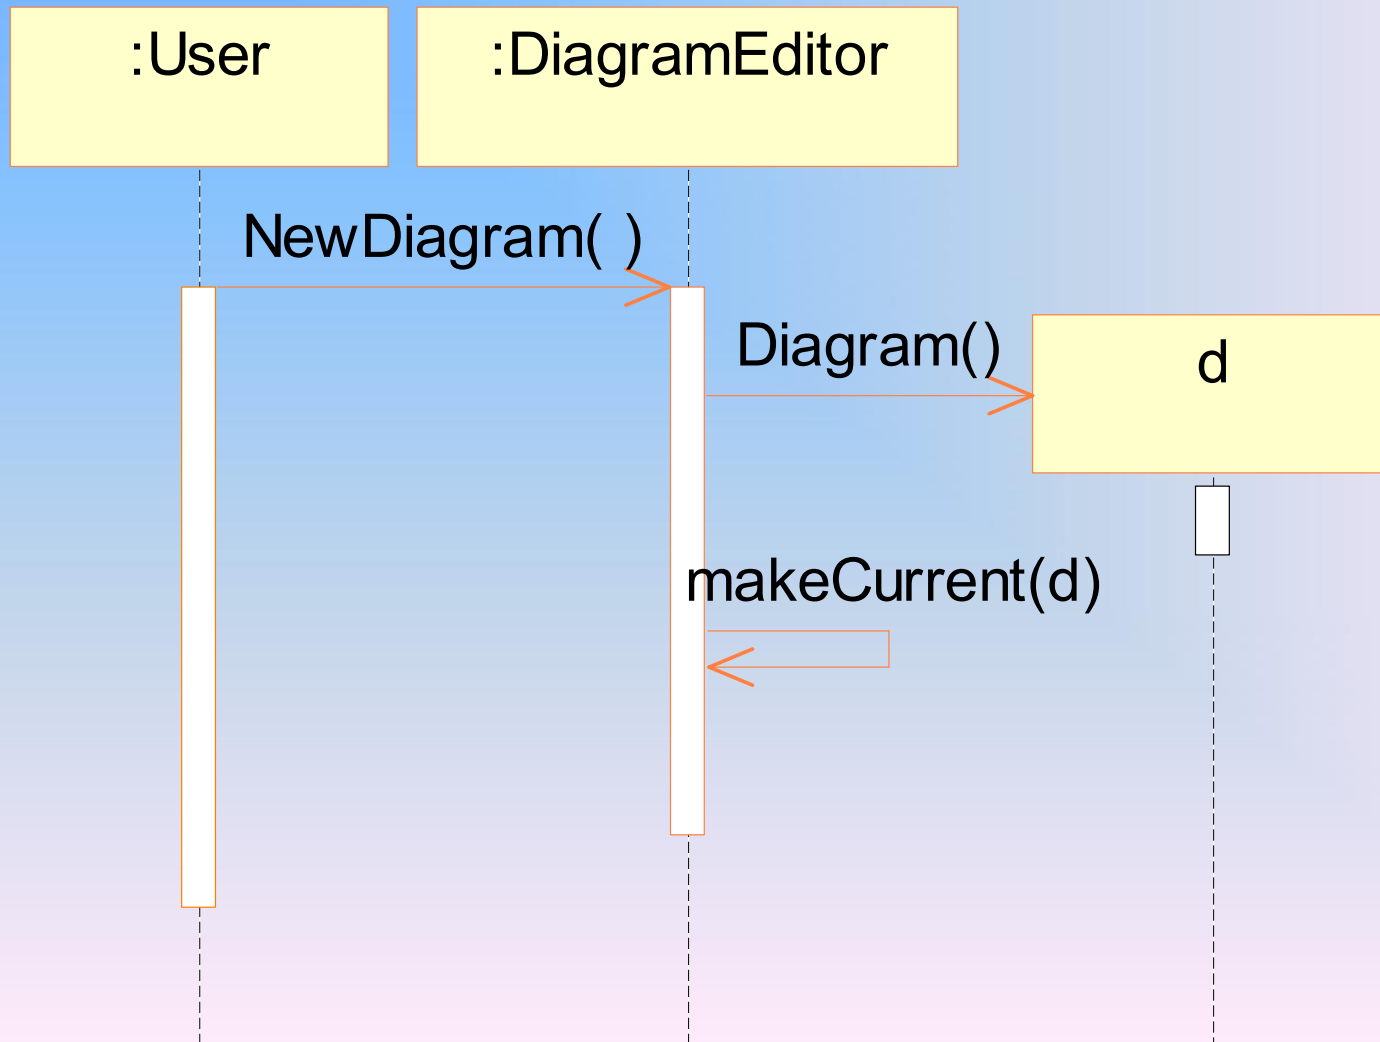 :User
:DiagramEditor
NewDiagram( )
Diagram()
d
makeCurrent(d)